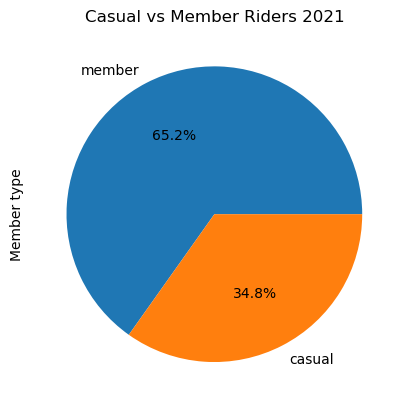 Casual vs Member Riders 2021
member
65.2%
Member type
34.8%
casual